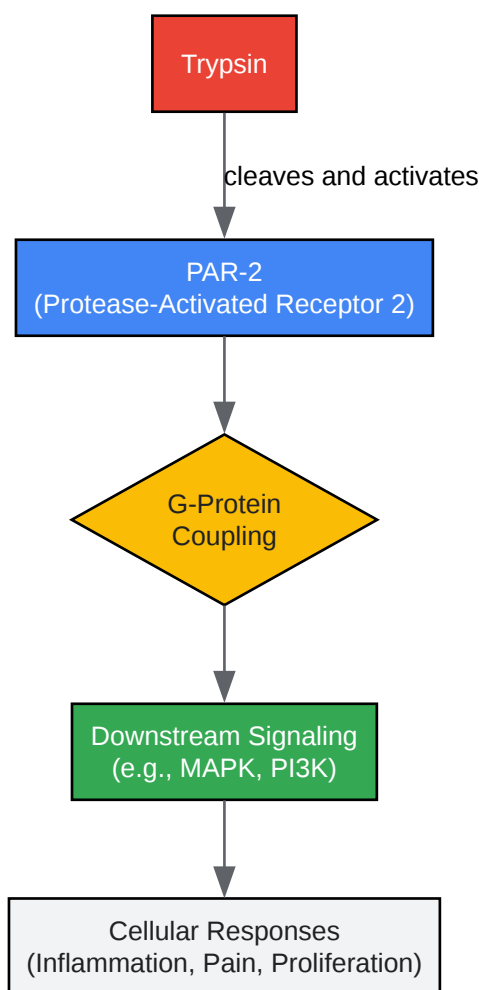 Trypsin
cleaves and activates
PAR-2
(Protease-Activated Receptor 2)
G-Protein
Coupling
Downstream Signaling
(e.g., MAPK, PI3K)
Cellular Responses
(Inflammation, Pain, Proliferation)